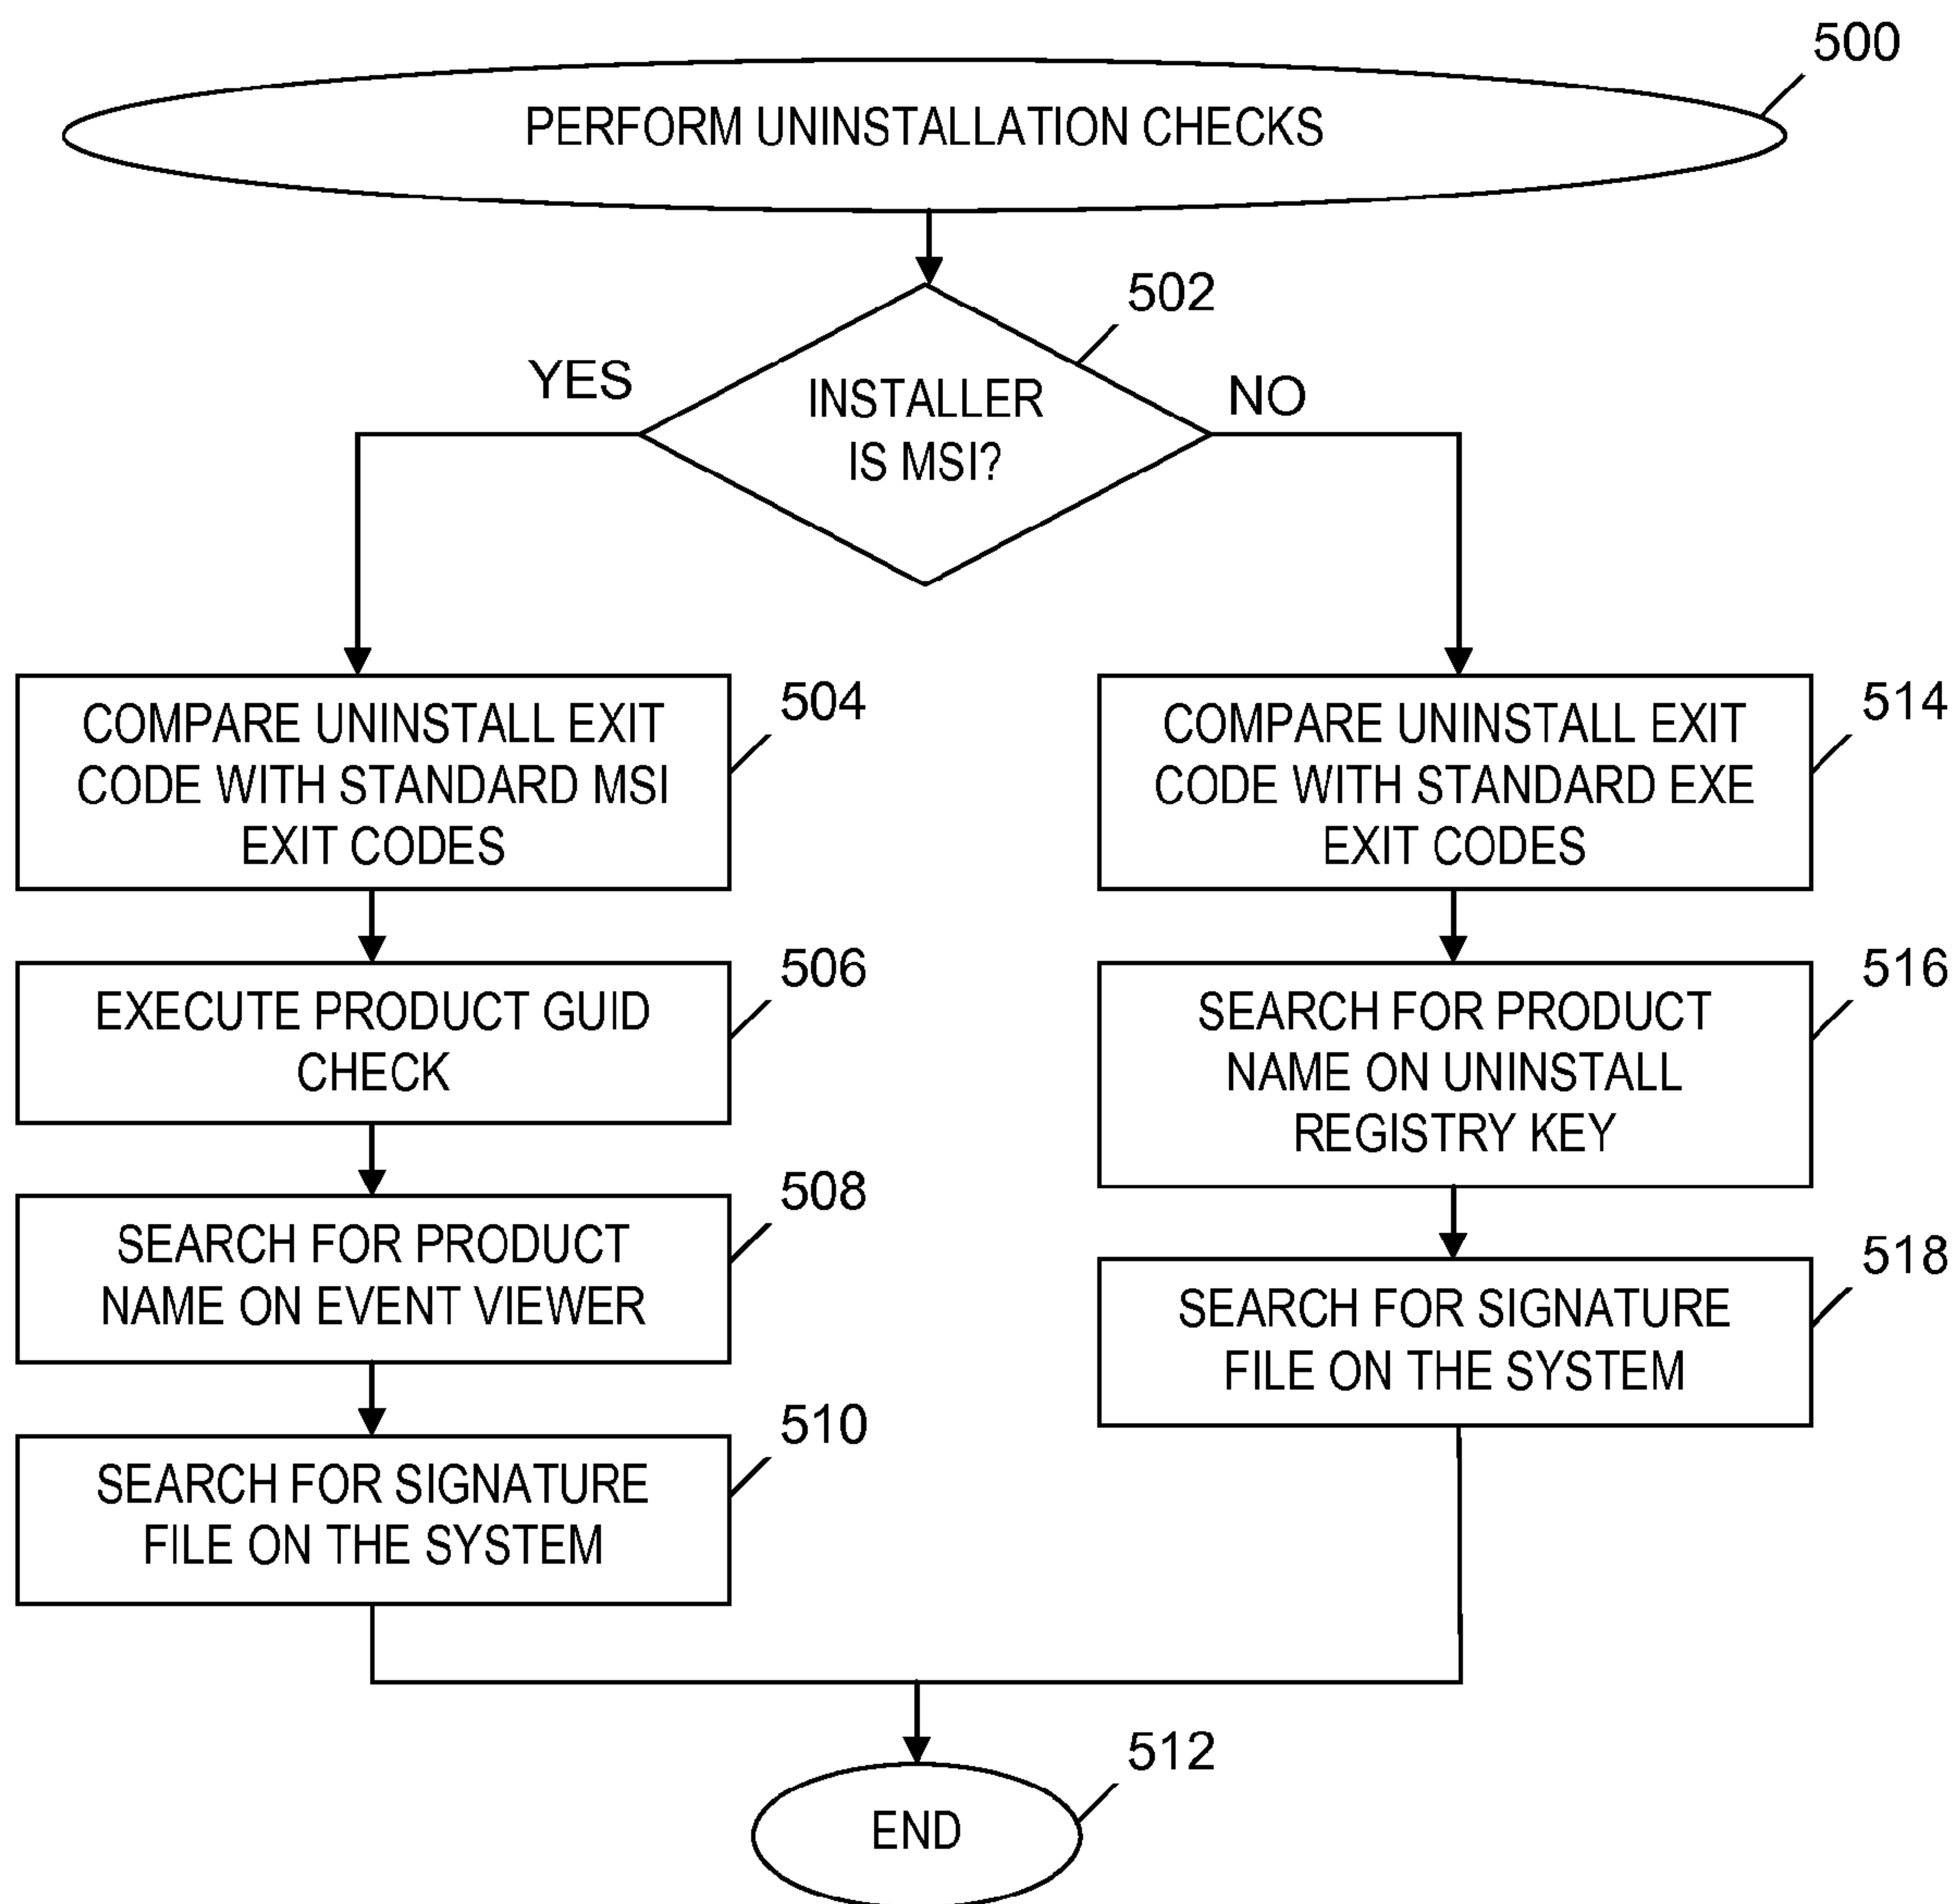 500
PERFORM UNINSTALLATION CHECKS
502
YES
NO
INSTALLER
IS MSI?
504
COMPARE UNINSTALL EXIT
CODE WITH STANDARD MSI
EXIT CODES
506
EXECUTE PRODUCT GUID
CHECK
508
SEARCH FOR PRODUCT
NAME ON EVENT VIEWER
510
SEARCH FOR SIGNATURE
FILE ON THE SYSTEM
514
COMPARE UNINSTALL EXIT
CODE WITH STANDARD EXE
EXIT CODES
516
SEARCH FOR PRODUCT
NAME ON UNINSTALL
REGISTRY KEY
518
SEARCH FOR SIGNATURE
FILE ON THE SYSTEM
512
END